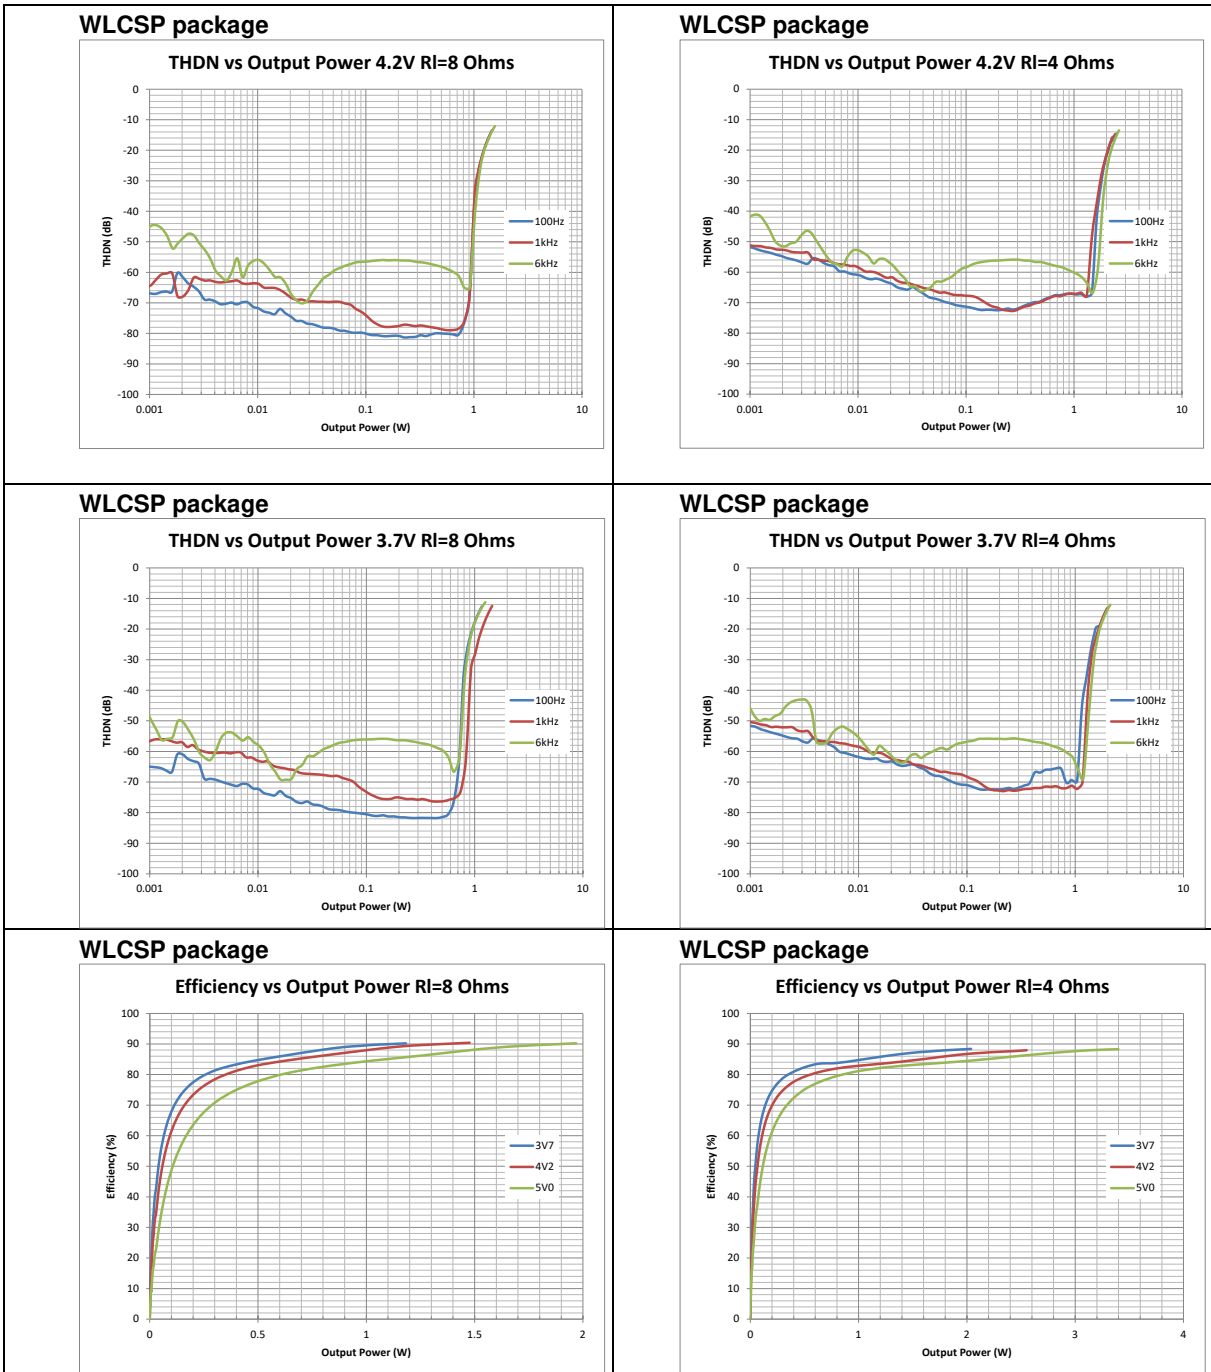 WLCSP package
THDN vs Output Power 4.2V Rl=8 Ohms
0
-10
-20
-30
-40
-50
-60
-70
-80
-90
-100
THDN (dB)
100Hz
1kHz
6kHz
0.001 0.01 0.1 1 10
Output Power (W)
WLCSP package
THDN vs Output Power 4.2V Rl=4 Ohms
0
-10
-20
-30
-40
-50
-60
-70
-80
-90
-100
THDN (dB)
100Hz
1kHz
6kHz
0.001 0.01 0.1 1 10
Output Power (W)
WLCSP package
THDN vs Output Power 3.7V Rl=8 Ohms
0
-10
-20
-30
-40
-50
-60
-70
-80
-90
-100
THDN (dB)
100Hz
1kHz
6kHz
0.001 0.01 0.1 1 10
Output Power (W)
WLCSP package
THDN vs Output Power 3.7V Rl=4 Ohms
0
-10
-20
-30
-40
-50
-60
-70
-80
-90
-100
THDN (dB)
100Hz
1kHz
6kHz
0.001 0.01 0.1 1 10
Output Power (W)
WLCSP package
Efficiency vs Output Power Rl=8 Ohms
100
90
80
70
60
50
40
30
20
10
0
Efficiency (%)
3V7
4V2
5V0
0 0.5 1 1.5 2
Output Power (W)
WLCSP package
Efficiency vs Output Power Rl=4 Ohms
100
90
80
70
60
50
40
30
20
10
0
Efficiency (%)
3V7
4V2
5V0
0 1 2 3 4
Output Power (W)